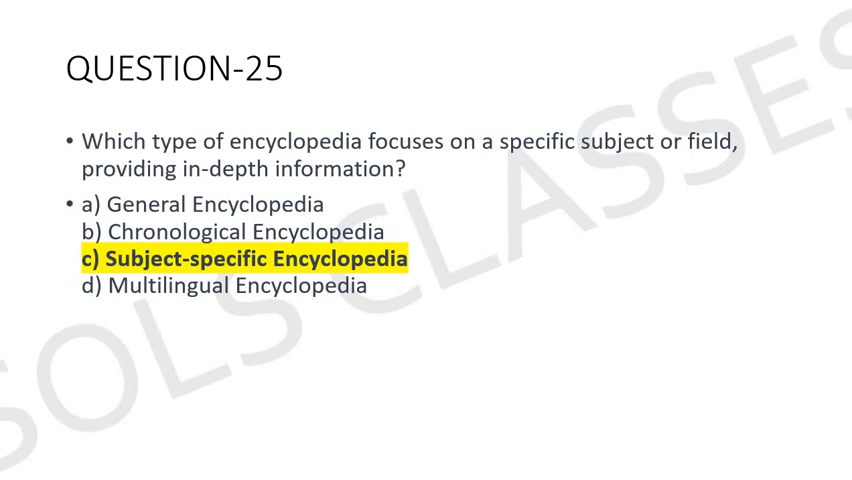 QUESTION-25
• Which type of encyclopedia focuses on a specific subject or field,
providing in-depth information?
• a) General Encyclopedia
b) Chronological Encyclopedia
c) Subject-specific Encyclopedia
d) Multilingual Encyclopedia
SOLS CLASSES